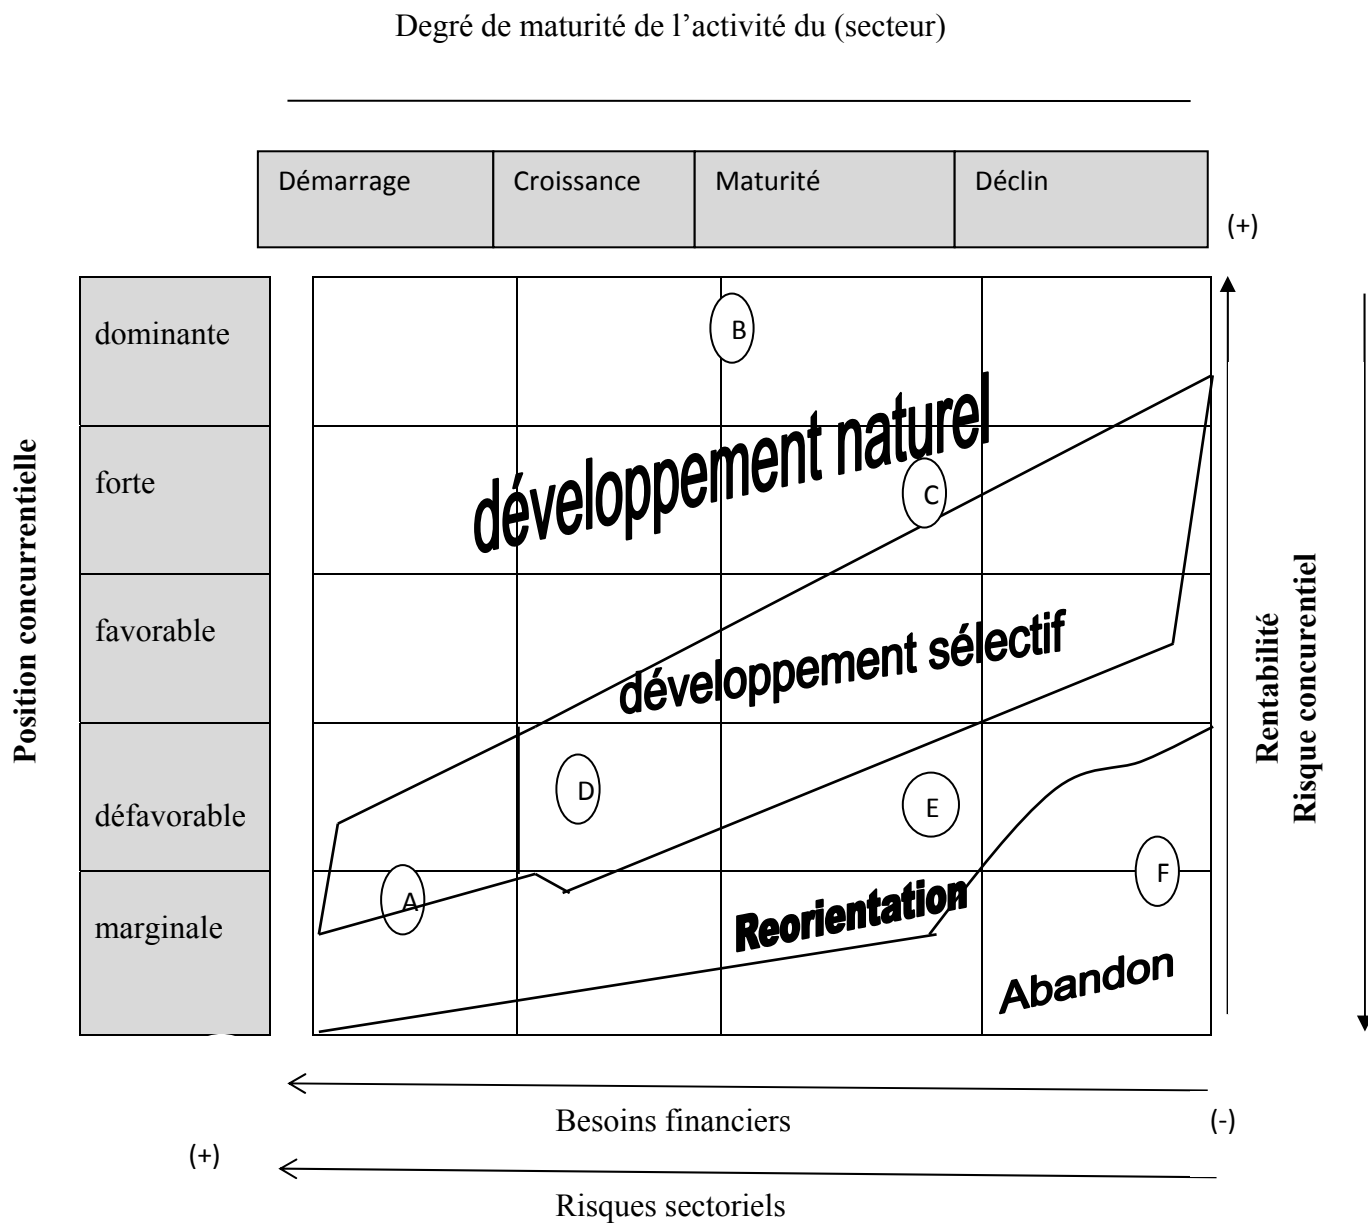 Degré de maturité de l’activité du (secteur)
Démarrage
Croissance
Maturité
Déclin
(+)
Position concurrentielle
dominante
forte
favorable
défavorable
marginale
B
développement naturel
C
développement sélectif
D
E
A
F
Reorientation
Abandon
Rentabilité
Risque concurentiel
Besoins financiers
(-)
(+)
Risques sectoriels